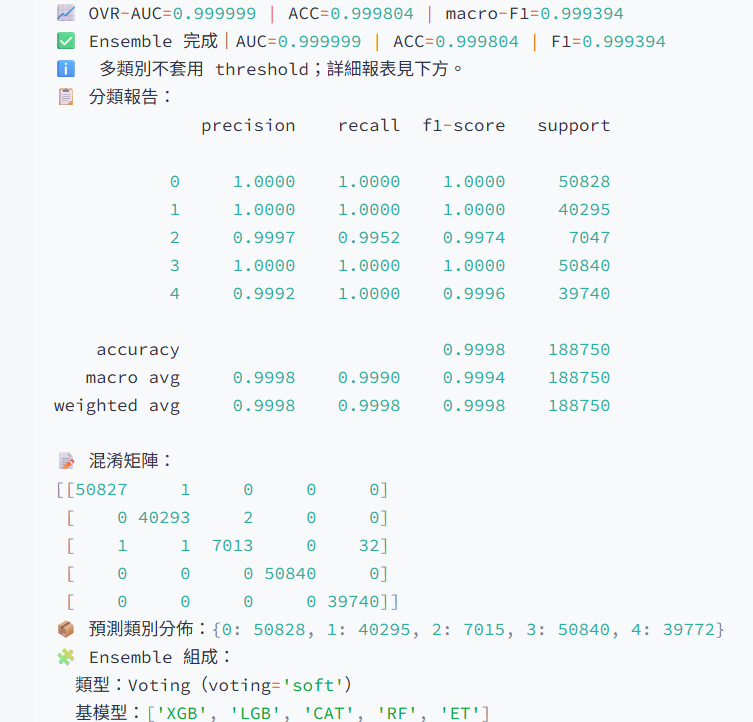 📈 OVR-AUC=0.999999 | ACC=0.999804 | macro-F1=0.999394
✅ Ensemble 完成｜AUC=0.999999 | ACC=0.999804 | F1=0.999394
ℹ️ 多類別不套用 threshold；詳細報表見下方。
📋 分類報告：
precision recall f1-score support
0 1.0000 1.0000 1.0000 50828
1 1.0000 1.0000 1.0000 40295
2 0.9997 0.9952 0.9974 7047
3 1.0000 1.0000 1.0000 50840
4 0.9992 1.0000 0.9996 39740
accuracy 0.9998 188750
macro avg 0.9998 0.9990 0.9994 188750
weighted avg 0.9998 0.9998 0.9998 188750
📝 混淆矩陣：
[[50827 1 0 0 0]
[ 0 40293 2 0 0]
[ 1 1 7013 0 32]
[ 0 0 0 50840 0]
[ 0 0 0 0 39740]]
📦 預測類別分佈：{0: 50828, 1: 40295, 2: 7015, 3: 50840, 4: 39772}
🧩 Ensemble 組成：
類型：Voting（voting='soft'）
基模型：['XGB', 'LGB', 'CAT', 'RF', 'ET']